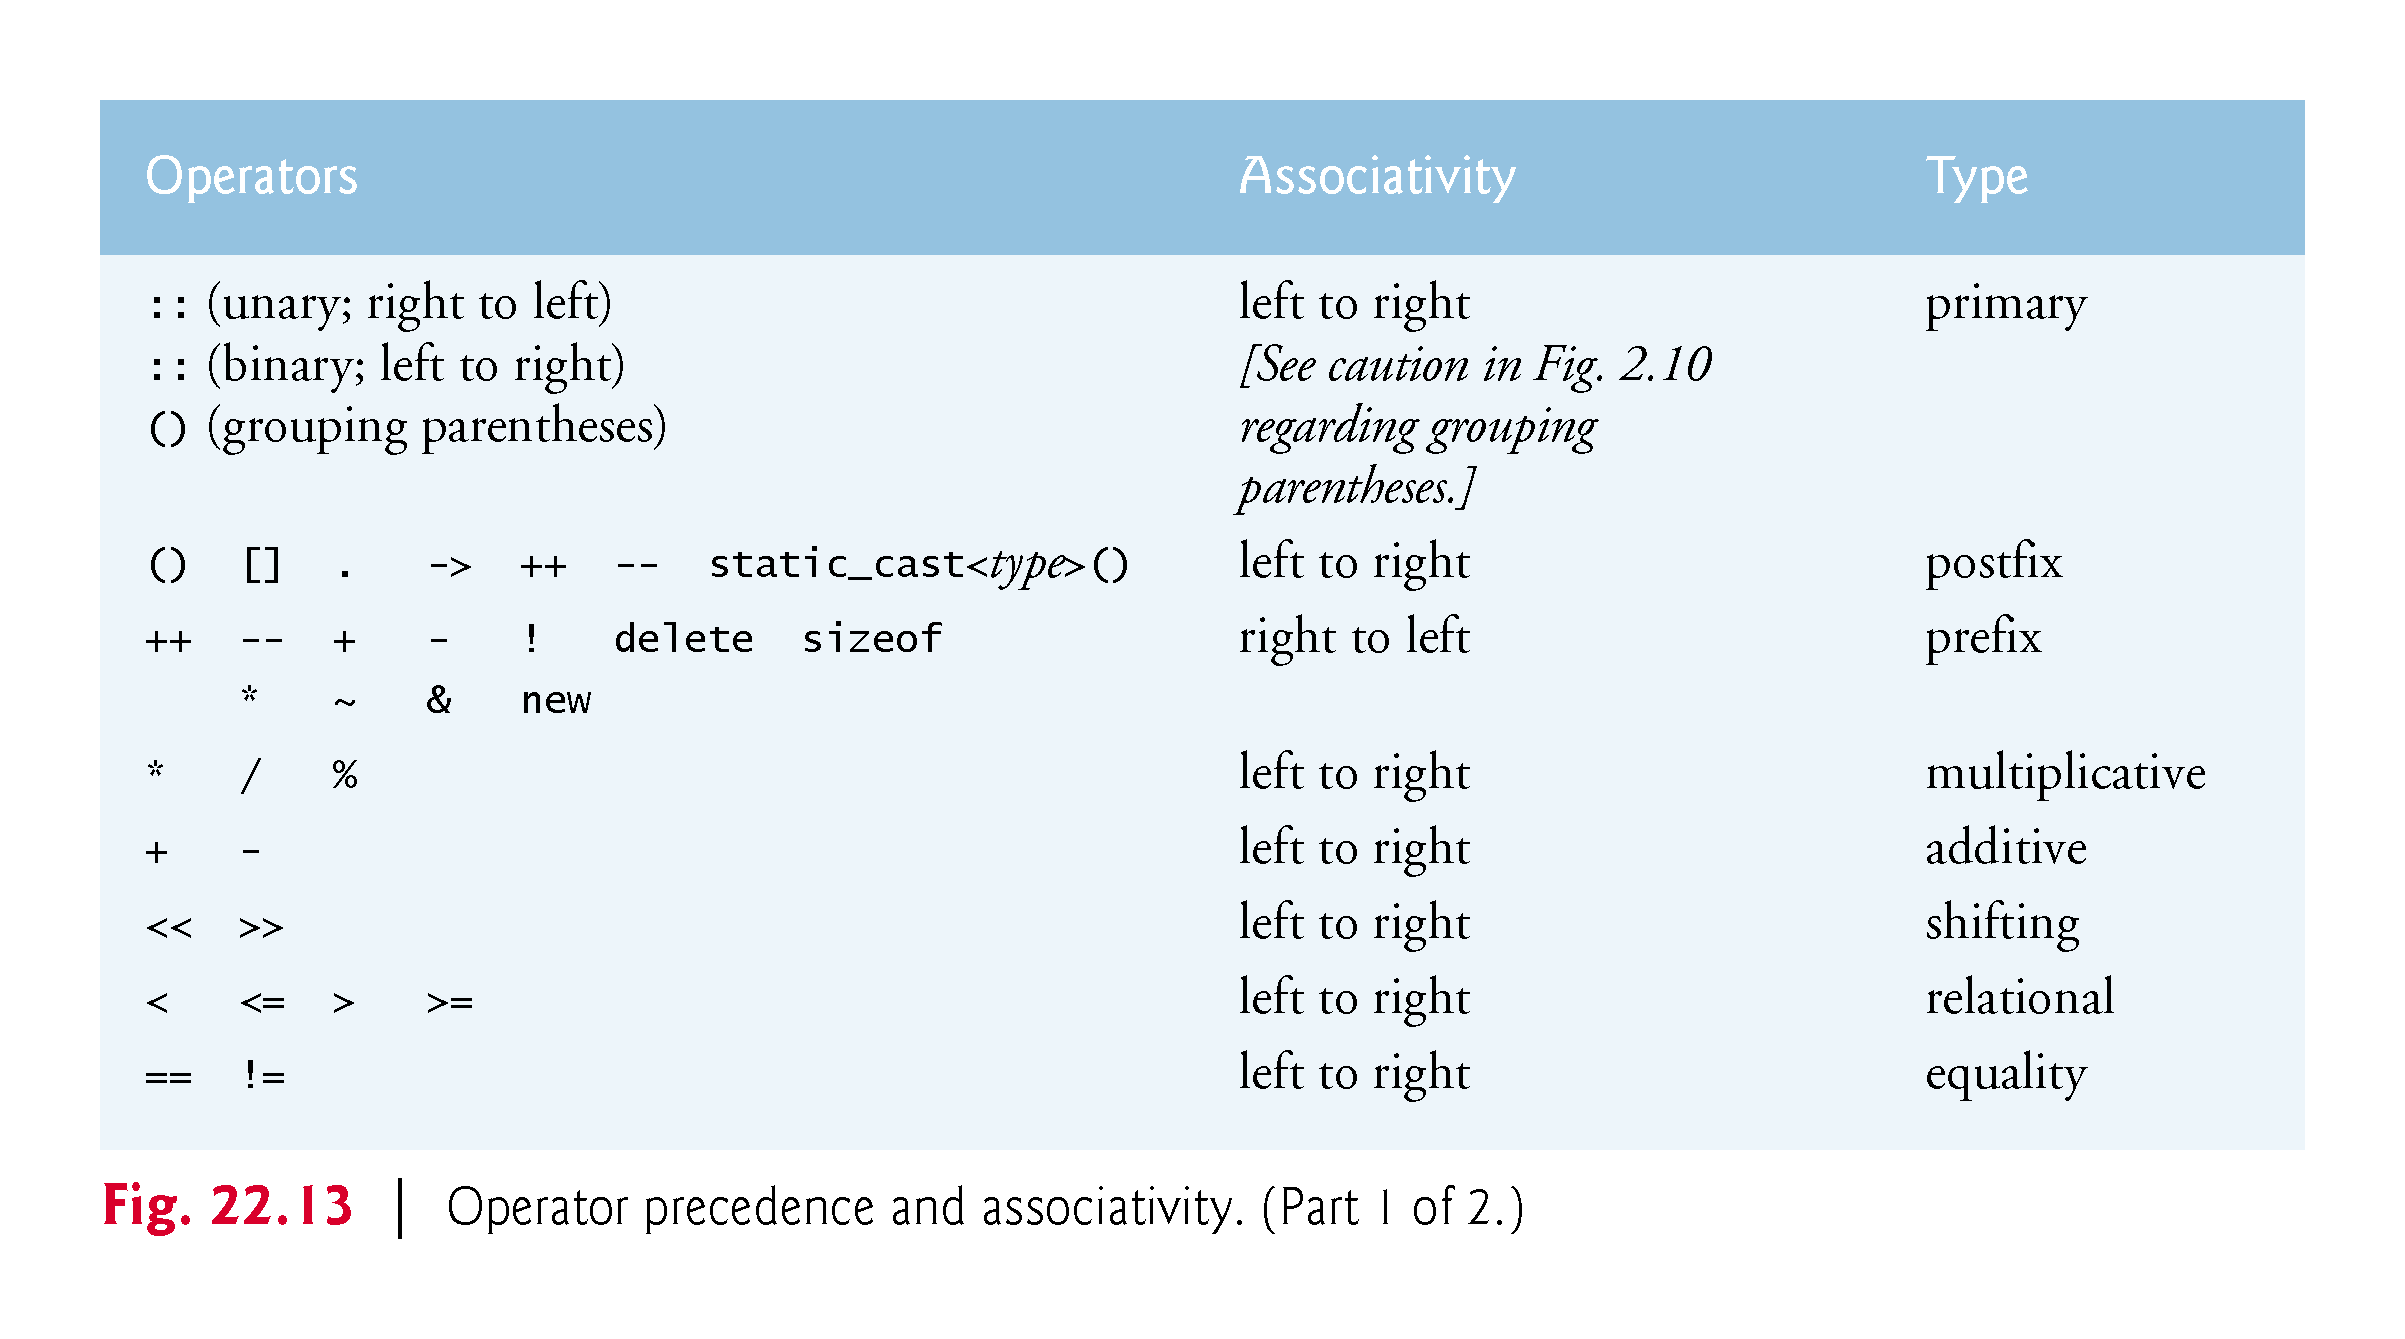 Operators Associativity Type
:: (unary; right to left) left to right primary
:: (binary; left to right) [See caution in Fig. 2.10
() (grouping parentheses) regarding grouping
parentheses.]
() [] . -> ++ -- static_cast<type>() left to right postfix
++ -- + - ! delete sizeof right to left prefix
* ~ & new
* / % left to right multiplicative
+ - left to right additive
<< >> left to right shifting
< <= > >= left to right relational
== != left to right equality
Fig. 22.13 | Operator precedence and associativity. (Part 1 of 2.)